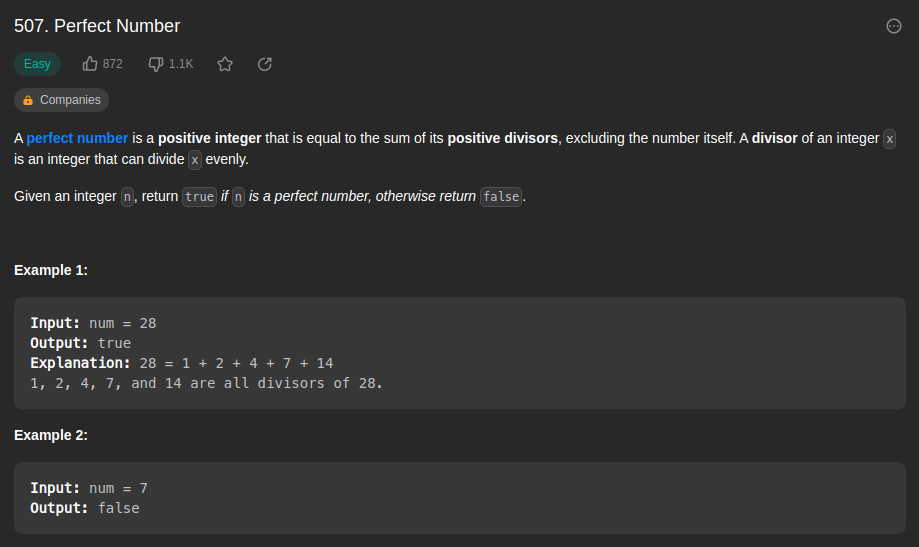 507. Perfect Number
Easy 872 1.1K
Companies
A perfect number is a positive integer that is equal to the sum of its positive divisors, excluding the number itself. A divisor of an integer x
is an integer that can divide x evenly.
Given an integer n, return true if n is a perfect number, otherwise return false.
Example 1:
Input: num = 28
Output: true
Explanation: 28 = 1 + 2 + 4 + 7 + 14
1, 2, 4, 7, and 14 are all divisors of 28.
Example 2:
Input: num = 7
Output: false